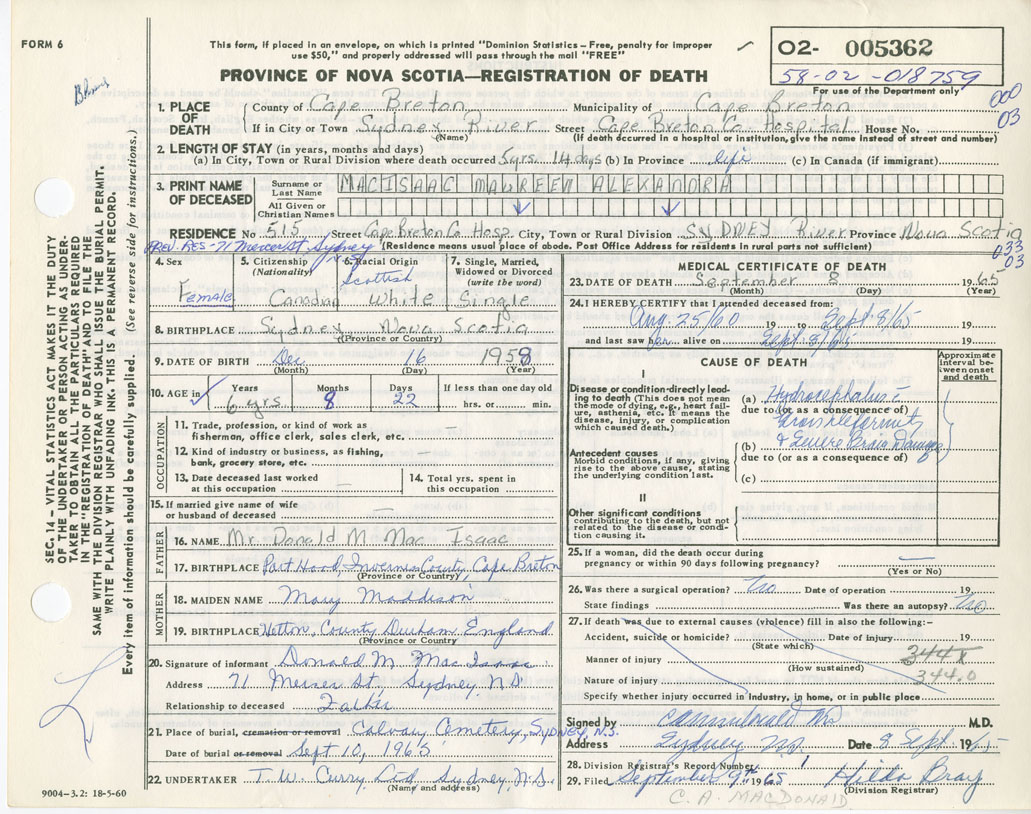 FORM 6
This form, if placed in an envelope, on which is printed "Dominion Statistics – Free, penalty for improper
use $50," and properly addressed will pass through the mail "FREE"
PROVINCE OF NOVA SCOTIA—REGISTRATION OF DEATH
02- 005362
58-02-018759
For use of the Department only
000
03
1. PLACE OF DEATH
County of Cape Breton Municipality of Cape Breton
If in City or Town Sydney River Street Cape Breton Co. Hospital House No.
(Name) (If death occurred in a hospital or institution, give its name instead of street and number)
2. LENGTH OF STAY (in years, months and days)
(a) In City, Town or Rural Division where death occurred 5yrs. 14days (b) In Province life (c) In Canada (if immigrant)
3. PRINT NAME OF DECEASED
Surname or Last Name MACISAAC MAUREEN ALEXANDRA
All Given or Christian Names
RESIDENCE No 515 Street Cape Breton Co. Hosp. City, Town or Rural Division SYDNEY River Province Nova Scotia
PREV. RES - 71 Mercer St, Sydney (Residence means usual place of abode. Post Office Address for residents in rural parts not sufficient)
033
03
4. Sex Female
5. Citizenship (Nationality) Canadian
6. Racial Origin Scottish White
7. Single, Married, Widowed or Divorced (write the word) Single
8. BIRTHPLACE Sydney Nova Scotia
(Province or Country)
9. DATE OF BIRTH Dec 16 1958
(Month) (Day) (Year)
10. AGE in Years Months Days If less than one day old
6 yrs. 8 22 hrs. or min.
OCCUPATION
11. Trade, profession, or kind of work as
fisherman, office clerk, sales clerk, etc. —
12. Kind of industry or business, as fishing,
bank, grocery store, etc. —
13. Date deceased last worked
at this occupation —
14. Total yrs. spent in
this occupation
15. If married give name of wife
or husband of deceased —
FATHER
16. NAME Mr. Donald M. Mac Isaac
17. BIRTHPLACE Port Hood, Inverness County, Cape Breton
(Province or Country)
MOTHER
18. MAIDEN NAME Mary Maddison
19. BIRTHPLACE Hetton, County Durham, England
(Province or Country)
20. Signature of informant Donald M. MacIsaac
Address 71 Mercer St, Sydney. N.S
Relationship to deceased Father
21. Place of burial, cremation or removal Calvary Cemetery, SYDNEY, N.S.
Date of burial or removal Sept 10, 1965
22. UNDERTAKER T. W. Curry Ltd Sydney, N.S.
(Name and address)
9004-3.2: 18-5-60
MEDICAL CERTIFICATE OF DEATH
23. DATE OF DEATH September 8 1965
(Month) (Day) (Year)
24. I HEREBY CERTIFY that I attended deceased from:
Aug. 25/60 19 to Sept 8/65 19
and last saw her alive on Sept 8/65 19
CAUSE OF DEATH
Approximate interval between onset and death
I
Disease or condition directly leading to death (This does not mean the mode of dying, e.g., heart failure, asthenia, etc. It means the disease, injury, or complication which caused death.)
(a) Hydrocephalus c̄
due to (or as a consequence of)
Gross deformity
& Severe Brain Damage
(b)
due to (or as a consequence of)
Antecedent causes
Morbid conditions, if any, giving rise to the above cause, stating the underlying condition last.
(c)
II
Other significant conditions
contributing to the death, but not related to the disease or condition causing it.
25. If a woman, did the death occur during
pregnancy or within 90 days following pregnancy? —
(Yes or No)
26. Was there a surgical operation? No Date of operation 19
State findings Was there an autopsy? No
27. If death was due to external causes (violence) fill in also the following:–
Accident, suicide or homicide? Date of injury 19
(State which)
Manner of injury 344X
(How sustained)
Nature of injury 344.0
Specify whether injury occurred in industry, in home, or in public place
Signed by M.D.
Address Sydney NS. Date 8 Sept 1965
28. Division Registrar's Record Number
29. Filed September 9th 1965 Hilda Bray
(Division Registrar)
C. A. MACDONALD
SEC. 14 – VITAL STATISTICS ACT MAKES IT THE DUTY
OF THE UNDERTAKER OR PERSON ACTING AS UNDER-
TAKER TO OBTAIN ALL THE PARTICULARS REQUIRED
IN THE "REGISTRATION OF DEATH" AND TO FILE THE
SAME WITH THE DIVISION REGISTRAR WHO SHALL ISSUE THE BURIAL PERMIT.
WRITE PLAINLY WITH UNFADING INK-THIS IS A PERMANENT RECORD.
Every item of information should be carefully supplied. (See reverse side for instructions.)